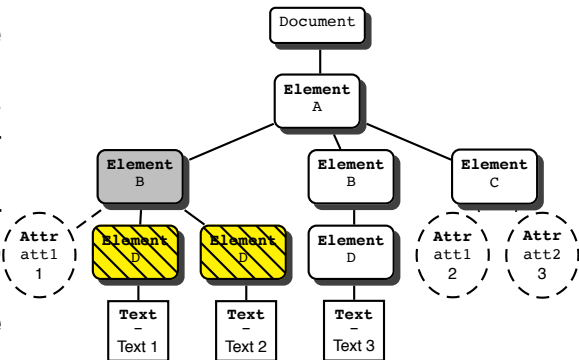 Document
Element
A
Element
B
Element
B
Element
C
Attr
att1
1
Element
D
Element
D
Element
D
Attr
att1
2
Attr
att2
3
Text
–
Text 1
Text
–
Text 2
Text
–
Text 3